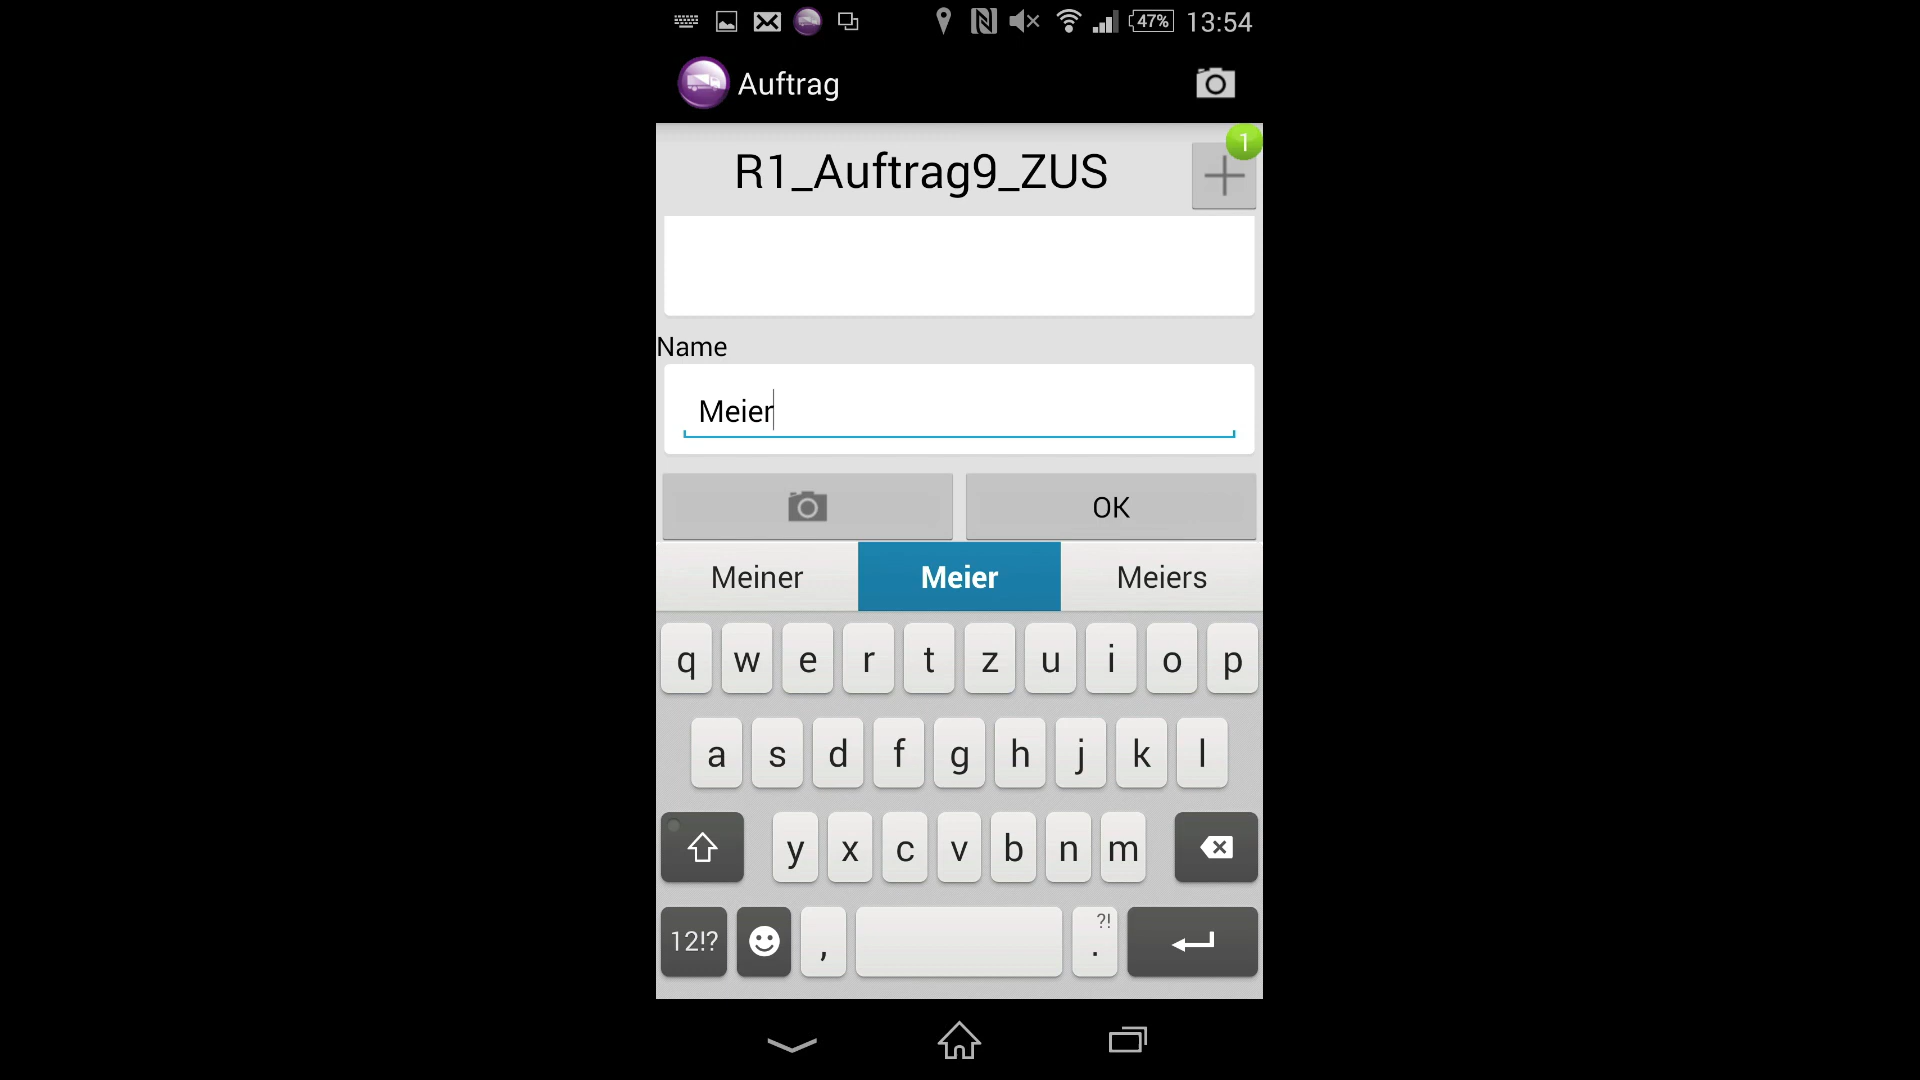 47% 13:54
Auftrag
1
R1_Auftrag9_ZUS
Name
Meier
OK
Meiner Meier Meiers
q w e r t z u i o p
a s d f g h j k l
y x c v b n m
12!? , ?! .